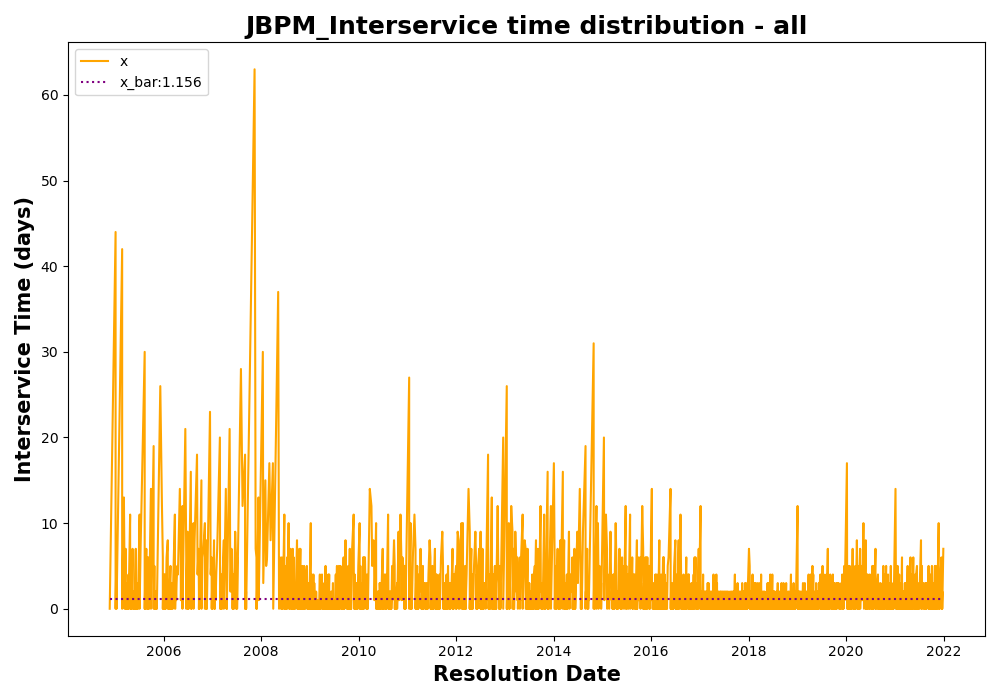 JBPM_Interservice time distribution - all
x
x_bar:1.156
Interservice Time (days)
60
50
40
30
20
10
0
2006 2008 2010 2012 2014 2016 2018 2020 2022
Resolution Date